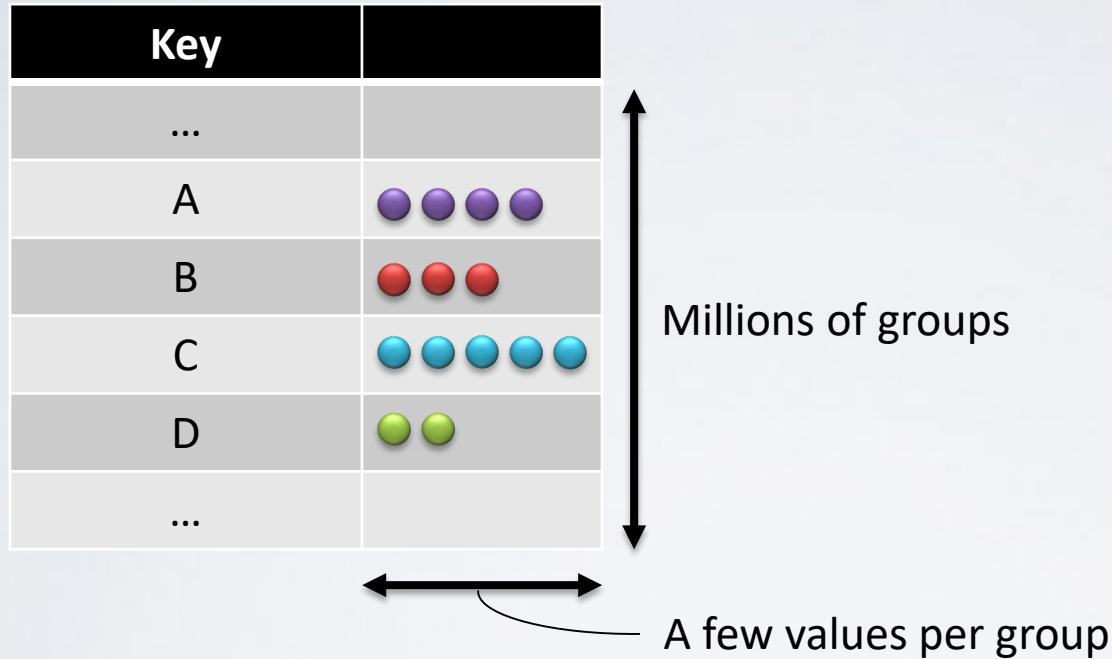 Key
...
A
B
C
D
...
Millions of groups
A few values per group